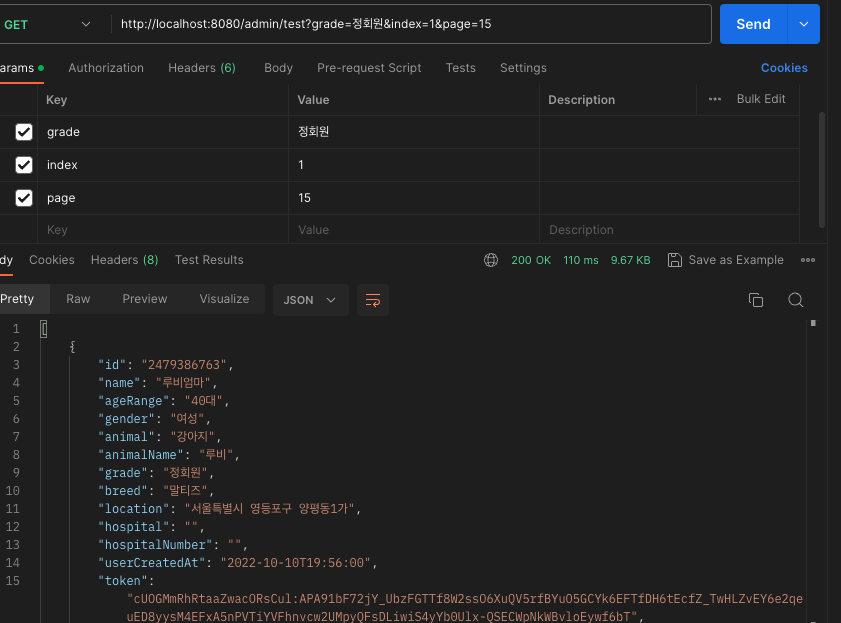 GET http://localhost:8080/admin/test?grade=정회원&index=1&page=15 Send
arams Authorization Headers (6) Body Pre-request Script Tests Settings Cookies
Key Value Description Bulk Edit
grade 정회원
index 1
page 15
Key Value Description
dy Cookies Headers (8) Test Results 200 OK 110 ms 9.67 KB Save as Example
Pretty Raw Preview Visualize JSON
1 [
2 {
3 "id": "2479386763",
4 "name": "루비엄마",
5 "ageRange": "40대",
6 "gender": "여성",
7 "animal": "강아지",
8 "animalName": "루비",
9 "grade": "정회원",
10 "breed": "말티즈",
11 "location": "서울특별시 영등포구 양평동1가",
12 "hospital": "",
13 "hospitalNumber": "",
14 "userCreatedAt": "2022-10-10T19:56:00",
15 "token":
"cUOGMmRhRtaaZwacORsCul:APA91bF72jY_UbzFGTTf8W2ssO6XuQV5rfBYuO5GCYk6EFTfDH6tEcfZ_TwHLZvEY6e2qe
uED8yysM4EFxA5nPVTiYVFhnvcw2UMpyQFsDLiwiS4yYb0Ulx-QSECWpNkWBvloEywf6bT",